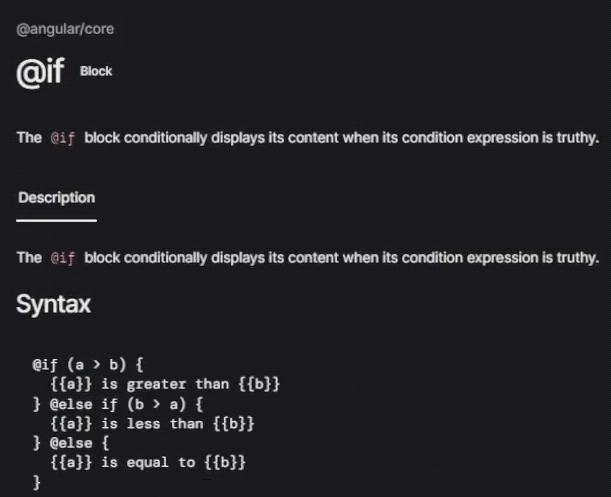 @angular/core
@if Block
The @if block conditionally displays its content when its condition expression is truthy.
Description
The @if block conditionally displays its content when its condition expression is truthy.
Syntax
@if (a > b) {
  {{a}} is greater than {{b}}
} @else if (b > a) {
  {{a}} is less than {{b}}
} @else {
  {{a}} is equal to {{b}}
}